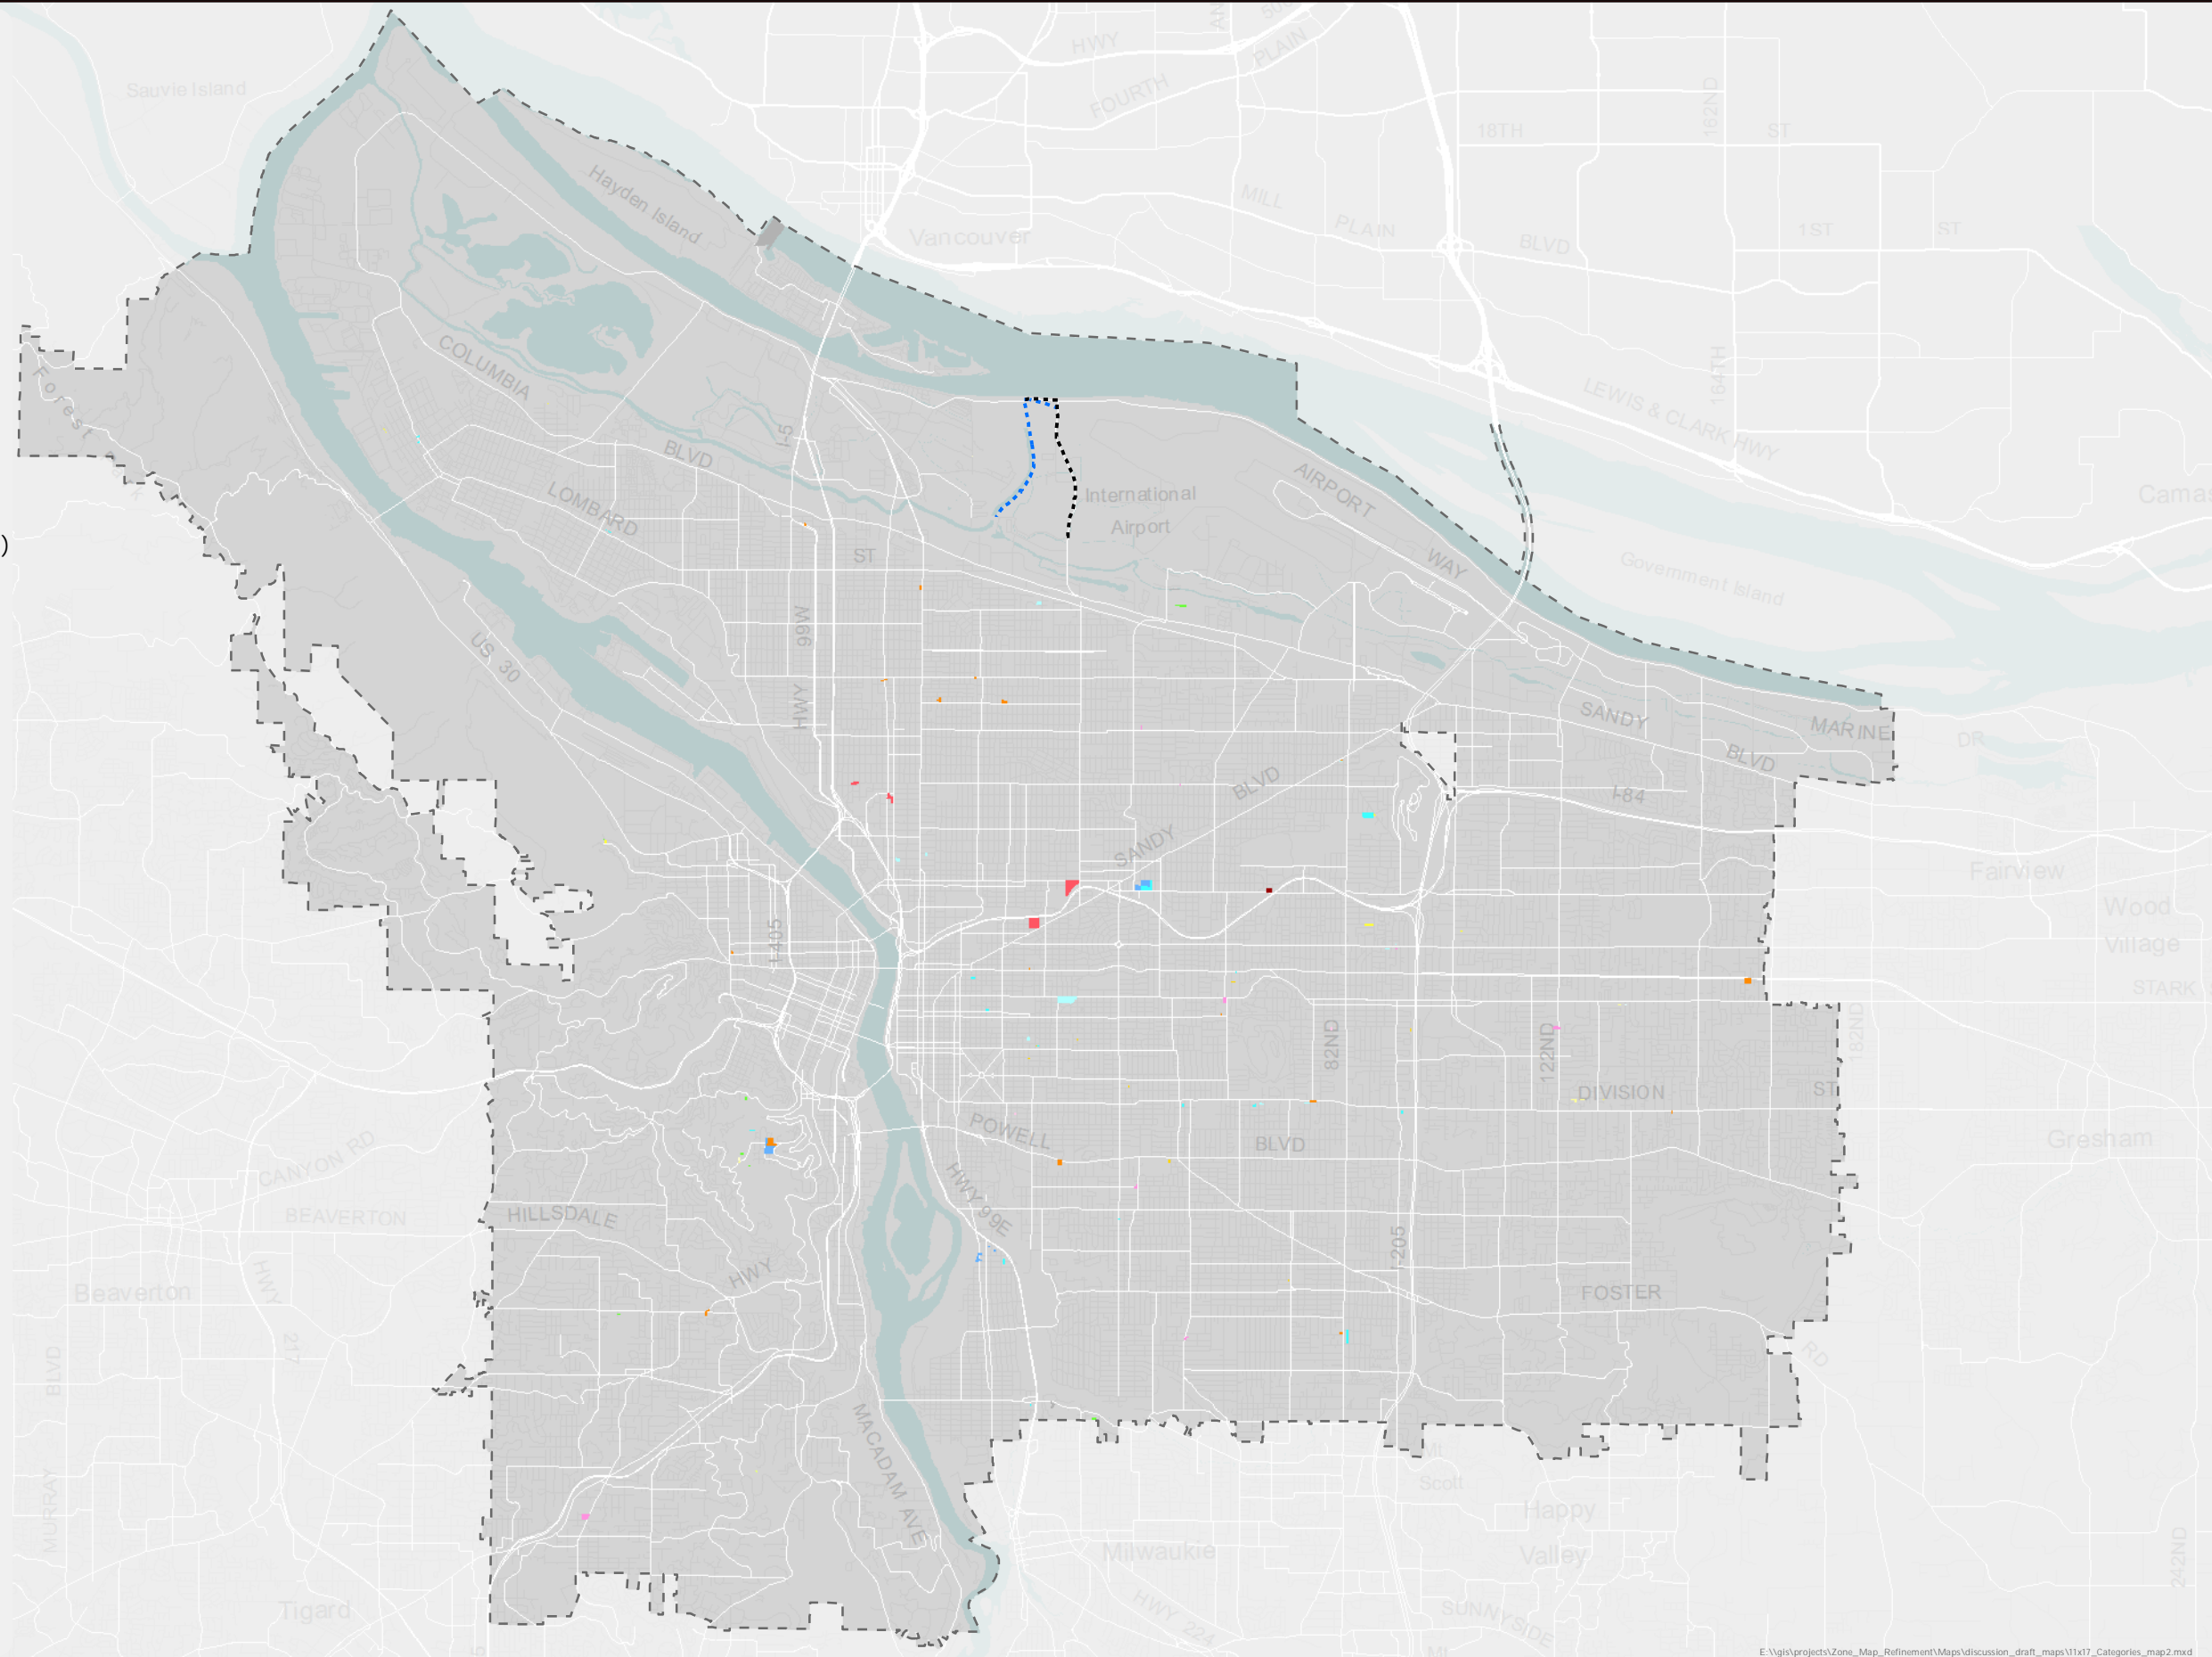 HWY
500
PLAIN
FOURTH
Sauvie Island
18TH
162ND
ST
MILL
PLAIN
BLVD
1ST
ST
Hayden Island
Vancouver
COLUMBIA
BLVD
I-5
LOMBARD
ST
164TH
LEWIS & CLARK HWY
Camas
Forest
International
Airport
AIRPORT
WAY
Government Island
)
US 30
HWY
99W
SANDY
BLVD
MARINE
DR
BLVD
SANDY
I-84
Fairview
Wood
Village
STARK
I-405
82ND
122ND
182ND
DIVISION
ST
POWELL
BLVD
Gresham
CANYON RD
BEAVERTON
HILLSDALE
HWY
HWY 99E
I-205
FOSTER
RD
Beaverton
HWY
217
MURRAY
BLVD
MACADAM AVE
Mt
Scott
Happy
Valley
Milwaukie
HWY 224
SUNNYSIDE
Mt
242ND
Tigard
E:\\gis\projects\Zone_Map_Refinement\Maps\discussion_draft_maps\11x17_Categories_map2.mxd